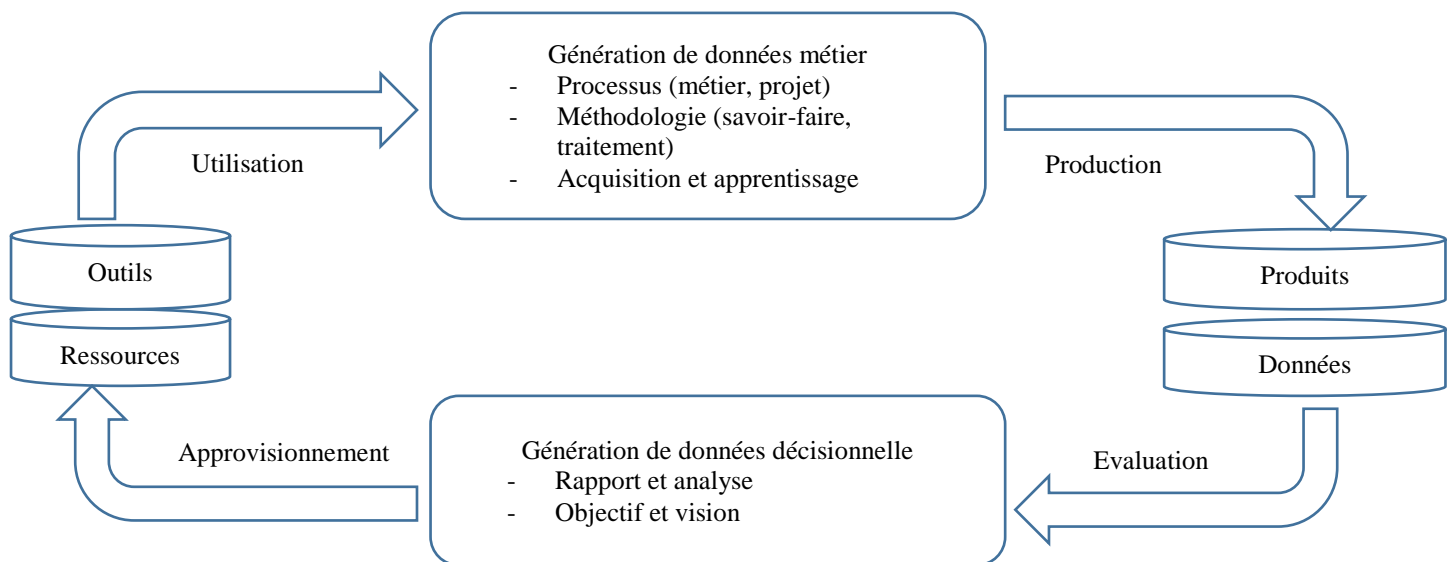 Génération de données métier
- Processus (métier, projet)
- Méthodologie (savoir-faire,
traitement)
- Acquisition et apprentissage
Utilisation
Production
Outils
Ressources
Produits
Données
Approvisionnement
Evaluation
Génération de données décisionnelle
- Rapport et analyse
- Objectif et vision